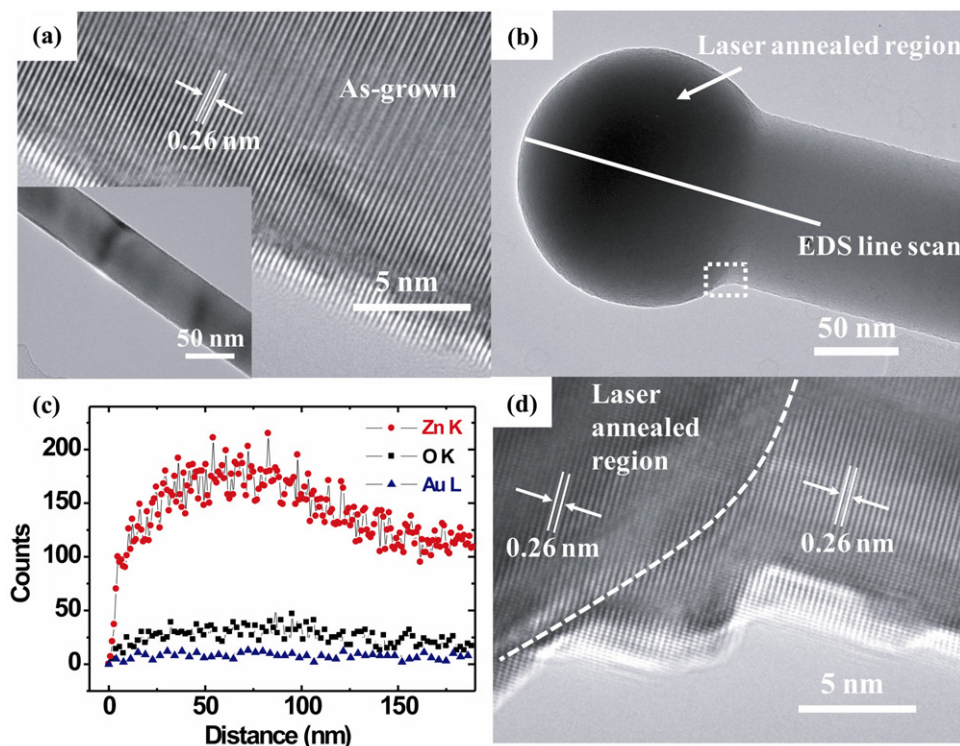 (a)
As-grown
0.26 nm
5 nm
50 nm
(b)
Laser annealed region
EDS line scan
50 nm
(c)
Zn K
O K
Au L
200
150
100
50
0
Counts
0
50
100
150
Distance (nm)
(d)
Laser
annealed
region
0.26 nm
0.26 nm
5 nm